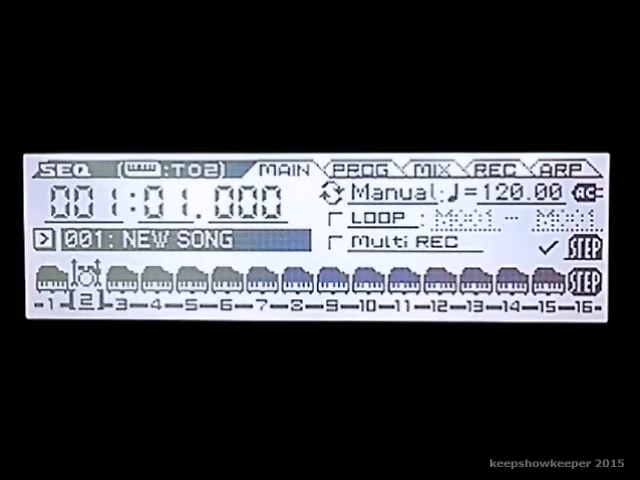 SEQ :T02 MAIN PROG MIX REC ARP
001:01.000 Manual: ♩=120.00
LOOP : M001 -- M001
001: NEW SONG Multi REC STEP
STEP
1 2 3 4 5 6 7 8 9 10 11 12 13 14 15 16
keepshowkeeper 2015